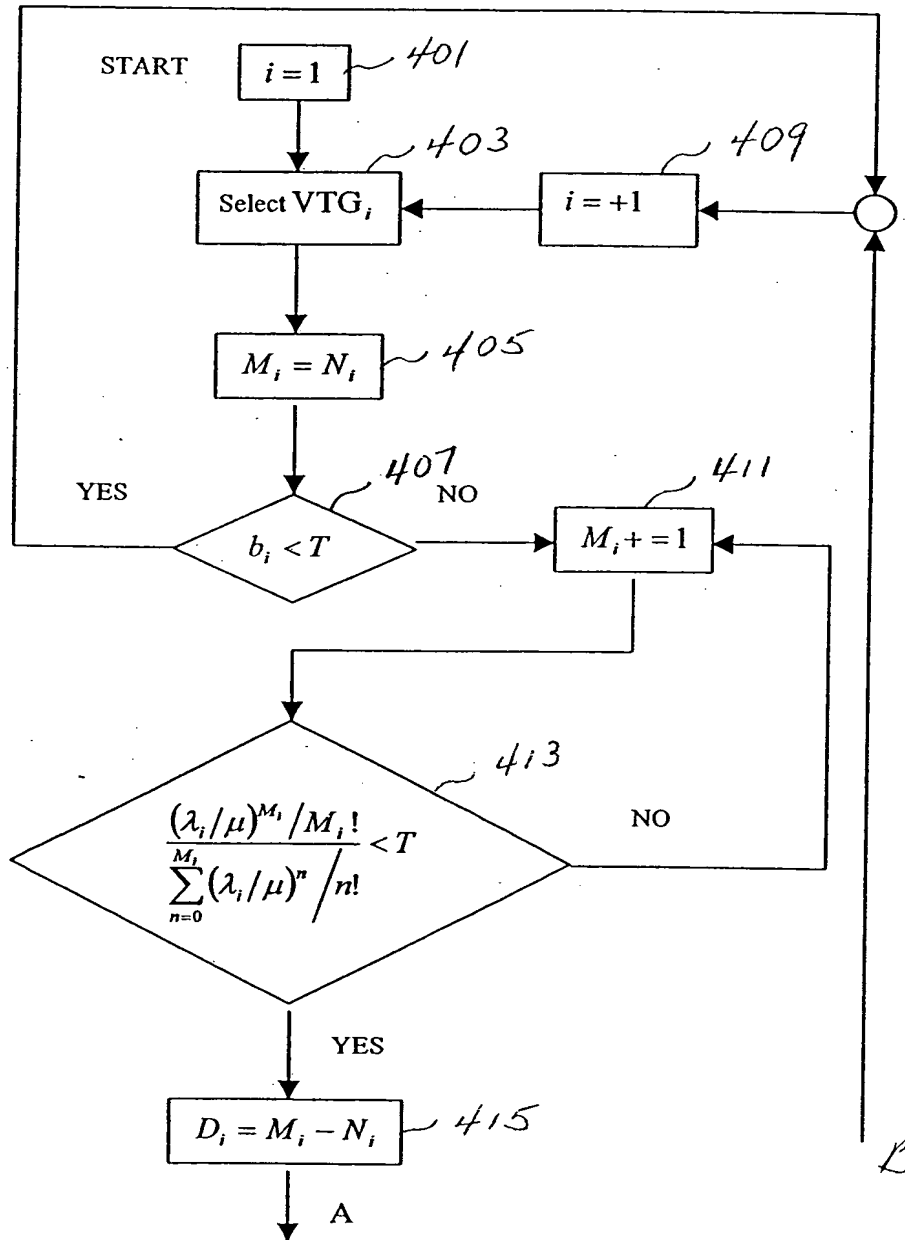 START
i = 1
401
403
409
Select VTG_i
i = +1
M_i = N_i
405
407
411
YES
NO
b_i < T
M_i + = 1
413
(λ_i/μ)^{M_i} / M_i!
∑_{n=0}^{M_i} (λ_i/μ)^n / n!
< T
NO
YES
D_i = M_i − N_i
415
A